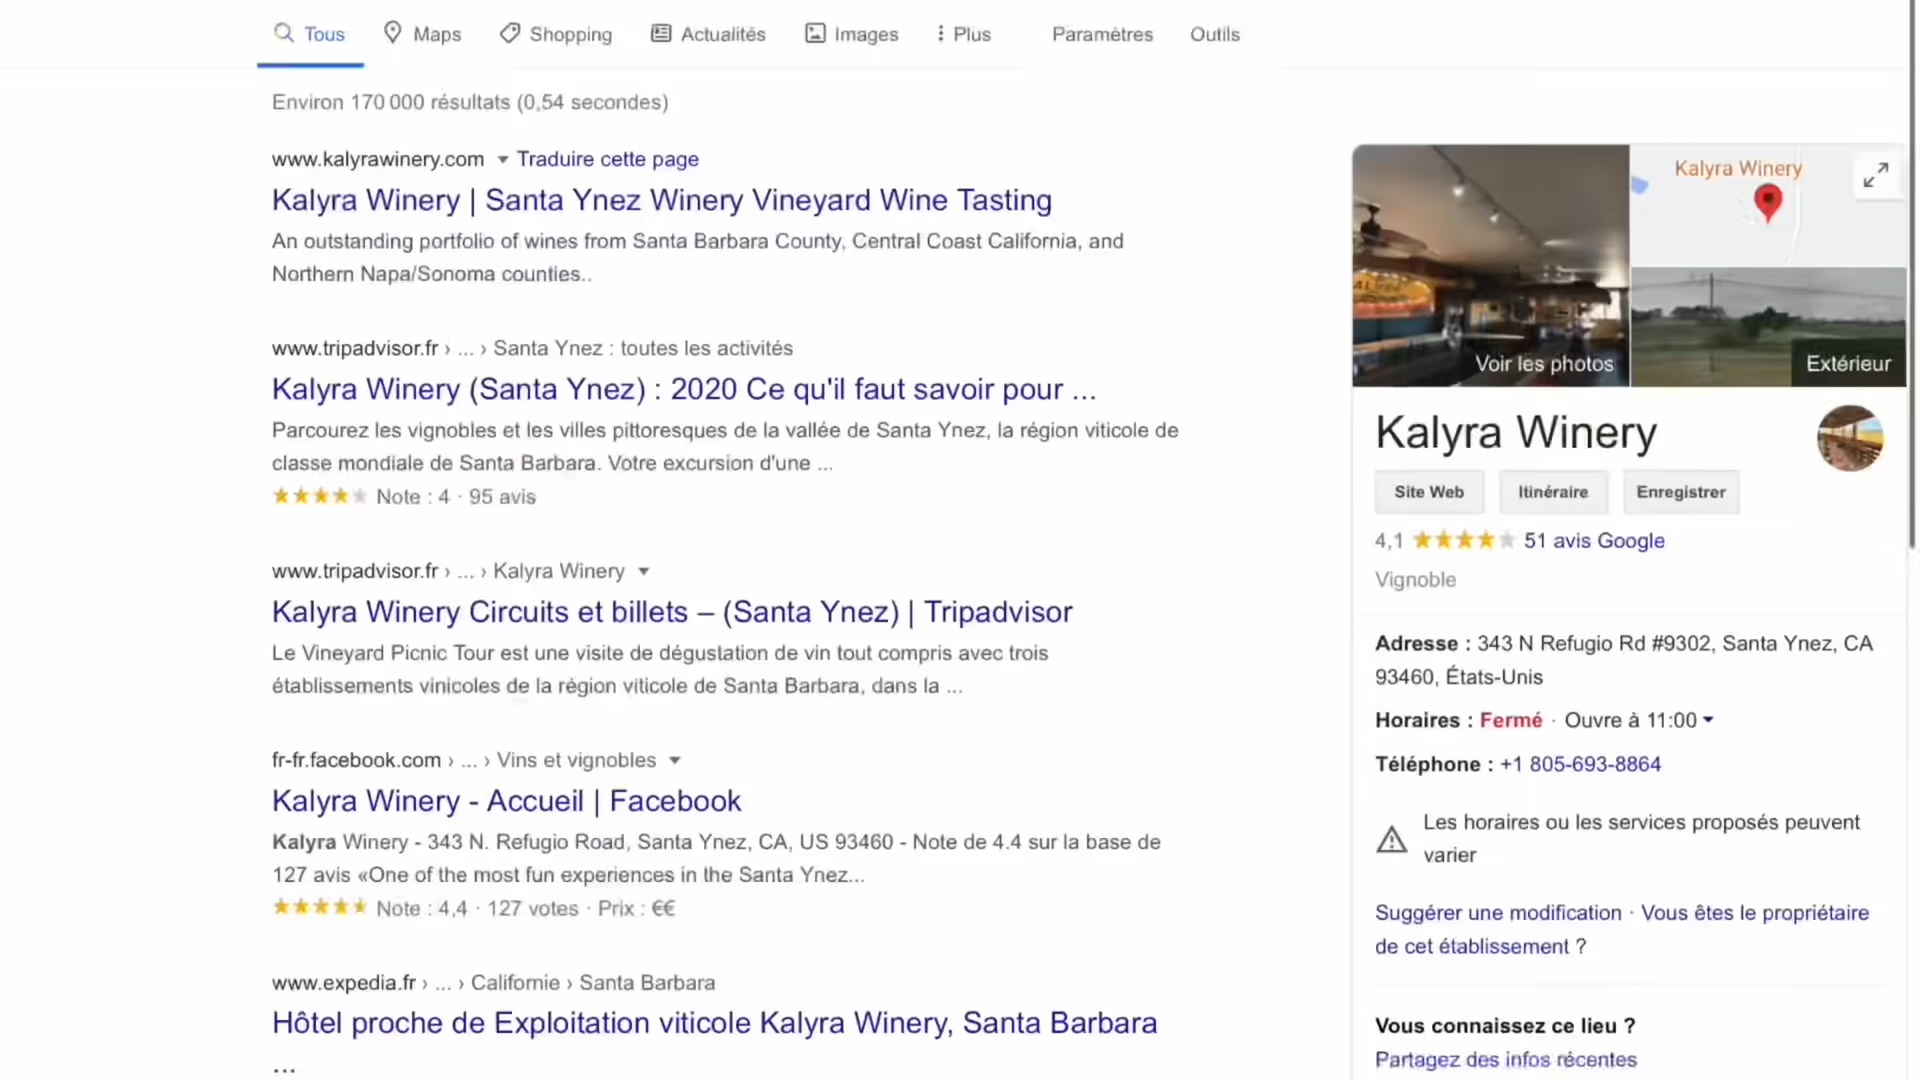 Tous Maps Shopping Actualités Images Plus Paramètres Outils
Environ 170 000 résultats (0,54 secondes)
www.kalyrawinery.com Traduire cette page
Kalyra Winery | Santa Ynez Winery Vineyard Wine Tasting
An outstanding portfolio of wines from Santa Barbara County, Central Coast California, and
Northern Napa/Sonoma counties..
www.tripadvisor.fr › ... › Santa Ynez : toutes les activités
Kalyra Winery (Santa Ynez) : 2020 Ce qu'il faut savoir pour ...
Parcourez les vignobles et les villes pittoresques de la vallée de Santa Ynez, la région viticole de
classe mondiale de Santa Barbara. Votre excursion d'une ...
Note : 4 · 95 avis
www.tripadvisor.fr › ... › Kalyra Winery
Kalyra Winery Circuits et billets – (Santa Ynez) | Tripadvisor
Le Vineyard Picnic Tour est une visite de dégustation de vin tout compris avec trois
établissements vinicoles de la région viticole de Santa Barbara, dans la ...
fr-fr.facebook.com › ... › Vins et vignobles
Kalyra Winery - Accueil | Facebook
Kalyra Winery - 343 N. Refugio Road, Santa Ynez, CA, US 93460 - Note de 4.4 sur la base de
127 avis «One of the most fun experiences in the Santa Ynez...
Note : 4,4 · 127 votes · Prix : €€
www.expedia.fr › ... › Californie › Santa Barbara
Hôtel proche de Exploitation viticole Kalyra Winery, Santa Barbara
...
Kalyra Winery
Voir les photos
Extérieur
Kalyra Winery
Site Web Itinéraire Enregistrer
4,1 51 avis Google
Vignoble
Adresse : 343 N Refugio Rd #9302, Santa Ynez, CA
93460, États-Unis
Horaires : Fermé · Ouvre à 11:00
Téléphone : +1 805-693-8864
Les horaires ou les services proposés peuvent
varier
Suggérer une modification · Vous êtes le propriétaire
de cet établissement ?
Vous connaissez ce lieu ?
Partagez des infos récentes